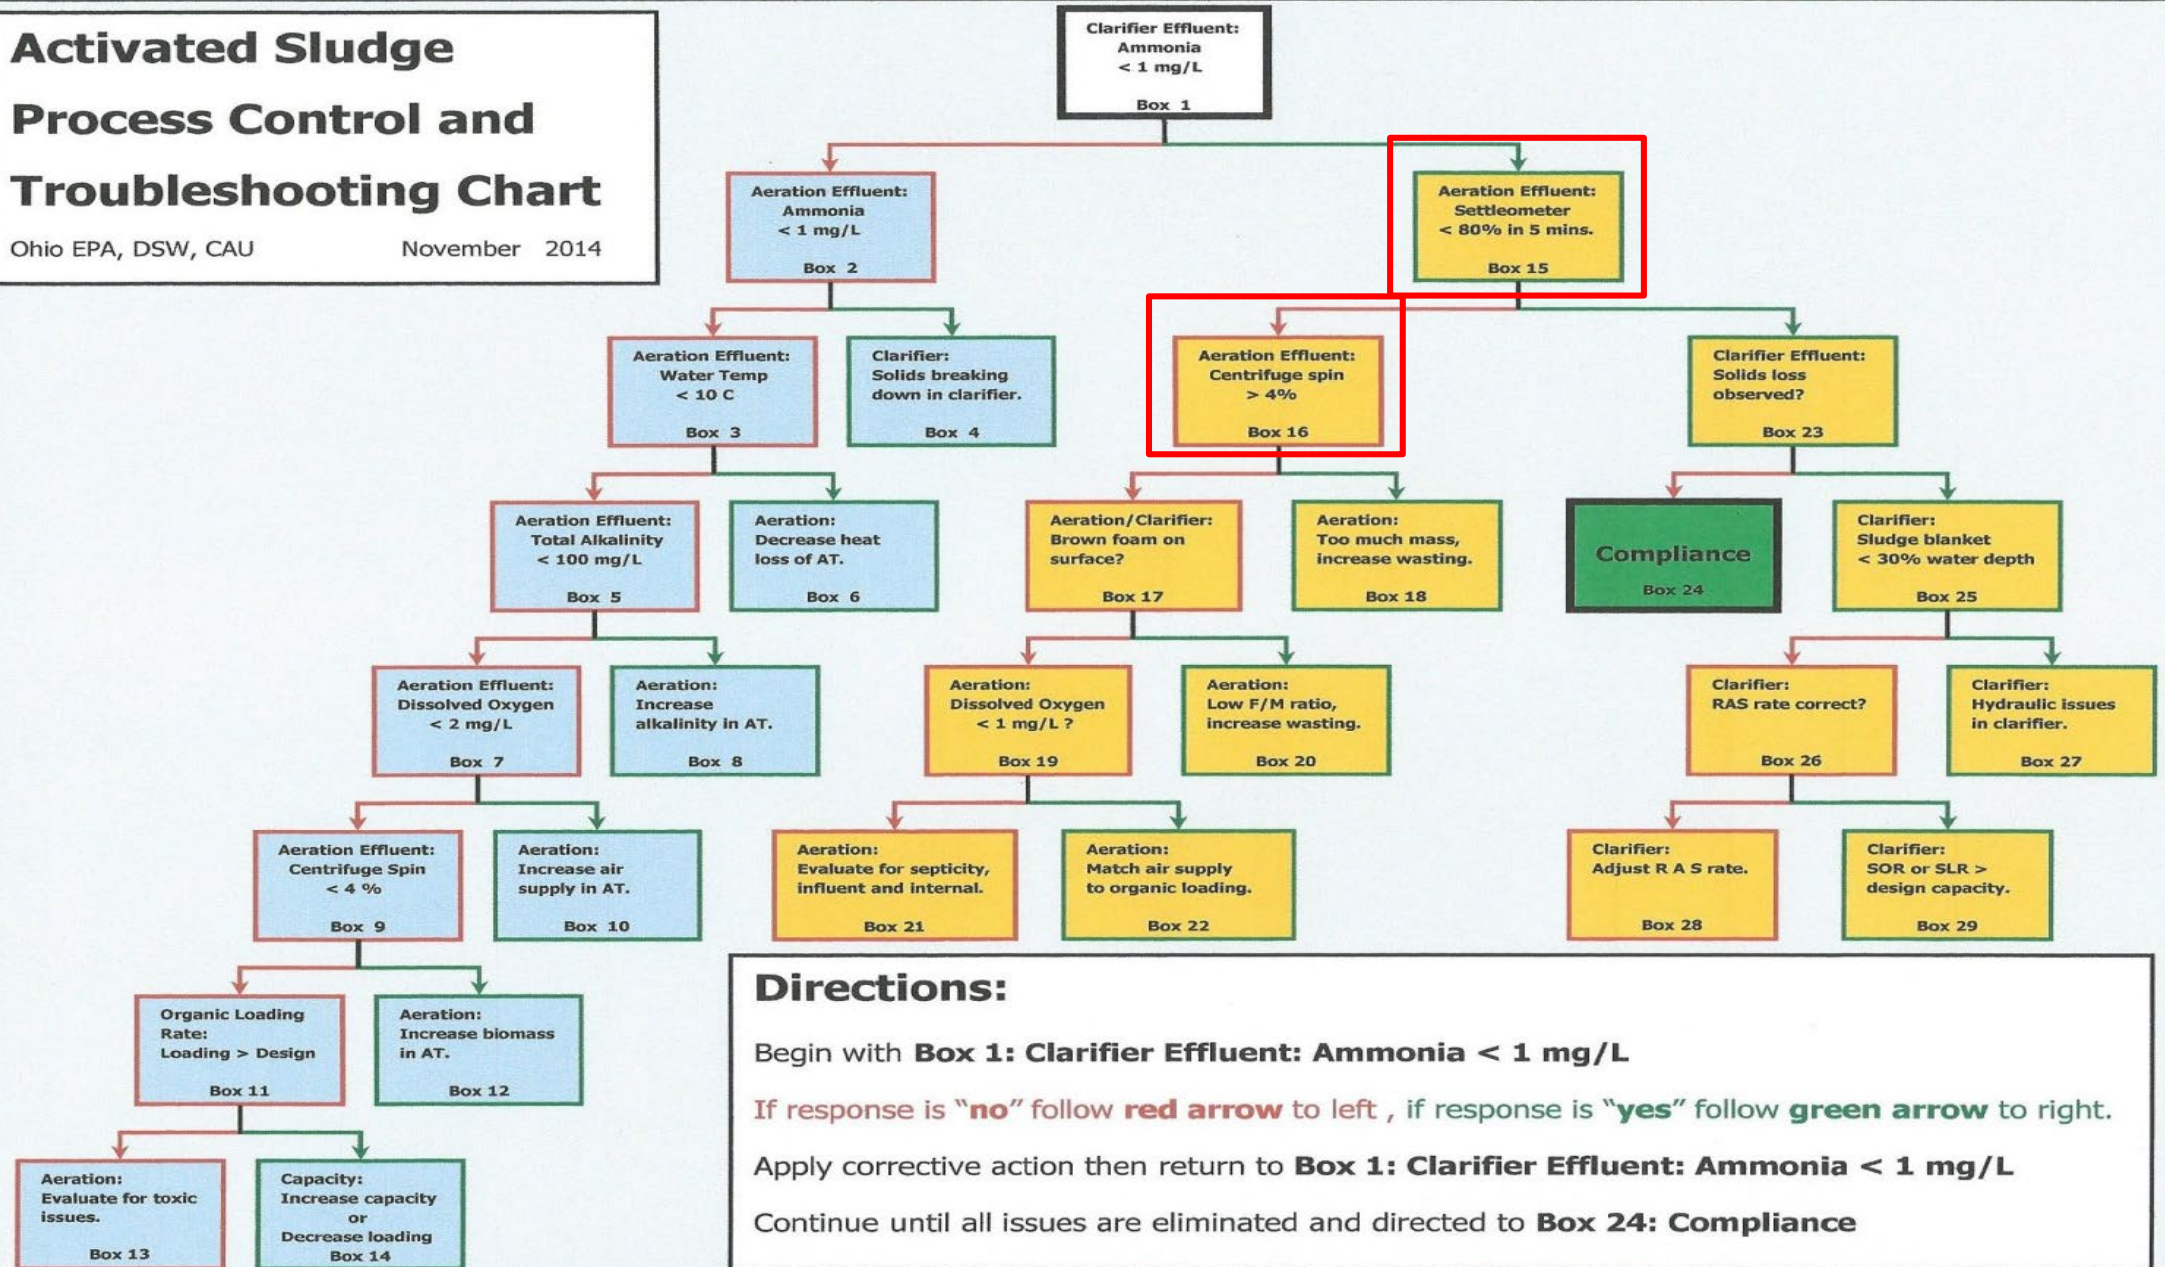 Activated Sludge
Process Control and
Troubleshooting Chart
Ohio EPA, DSW, CAU November 2014
Clarifier Effluent:
Ammonia
< 1 mg/L
Box 1
Aeration Effluent:
Ammonia
< 1 mg/L
Box 2
Aeration Effluent:
Settleometer
< 80% in 5 mins.
Box 15
Aeration Effluent:
Water Temp
< 10 C
Box 3
Clarifier:
Solids breaking
down in clarifier.
Box 4
Aeration Effluent:
Centrifuge spin
> 4%
Box 16
Clarifier Effluent:
Solids loss
observed?
Box 23
Aeration Effluent:
Total Alkalinity
< 100 mg/L
Box 5
Aeration:
Decrease heat
loss of AT.
Box 6
Aeration/Clarifier:
Brown foam on
surface?
Box 17
Aeration:
Too much mass,
increase wasting.
Box 18
Compliance
Box 24
Clarifier:
Sludge blanket
< 30% water depth
Box 25
Aeration Effluent:
Dissolved Oxygen
< 2 mg/L
Box 7
Aeration:
Increase
alkalinity in AT.
Box 8
Aeration:
Dissolved Oxygen
< 1 mg/L ?
Box 19
Aeration:
Low F/M ratio,
increase wasting.
Box 20
Clarifier:
RAS rate correct?
Box 26
Clarifier:
Hydraulic issues
in clarifier.
Box 27
Aeration Effluent:
Centrifuge Spin
< 4 %
Box 9
Aeration:
Increase air
supply in AT.
Box 10
Aeration:
Evaluate for septicity,
influent and internal.
Box 21
Aeration:
Match air supply
to organic loading.
Box 22
Clarifier:
Adjust R A S rate.
Box 28
Clarifier:
SOR or SLR >
design capacity.
Box 29
Organic Loading
Rate:
Loading > Design
Box 11
Aeration:
Increase biomass
in AT.
Box 12
Aeration:
Evaluate for toxic
issues.
Box 13
Capacity:
Increase capacity
or
Decrease loading
Box 14
Directions:
Begin with Box 1: Clarifier Effluent: Ammonia < 1 mg/L
If response is "no" follow red arrow to left , if response is "yes" follow green arrow to right.
Apply corrective action then return to Box 1: Clarifier Effluent: Ammonia < 1 mg/L
Continue until all issues are eliminated and directed to Box 24: Compliance